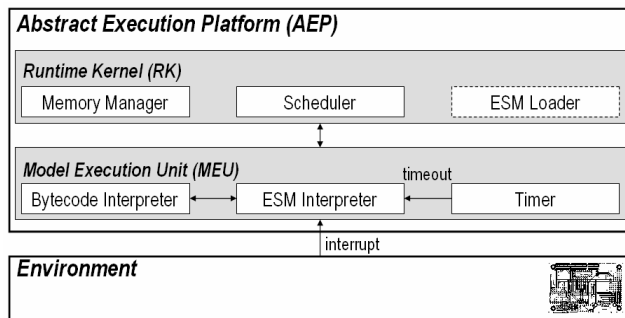 Abstract Execution Platform (AEP)
Runtime Kernel (RK)
Memory Manager
Scheduler
ESM Loader
Model Execution Unit (MEU)
timeout
Bytecode Interpreter
ESM Interpreter
Timer
interrupt
Environment